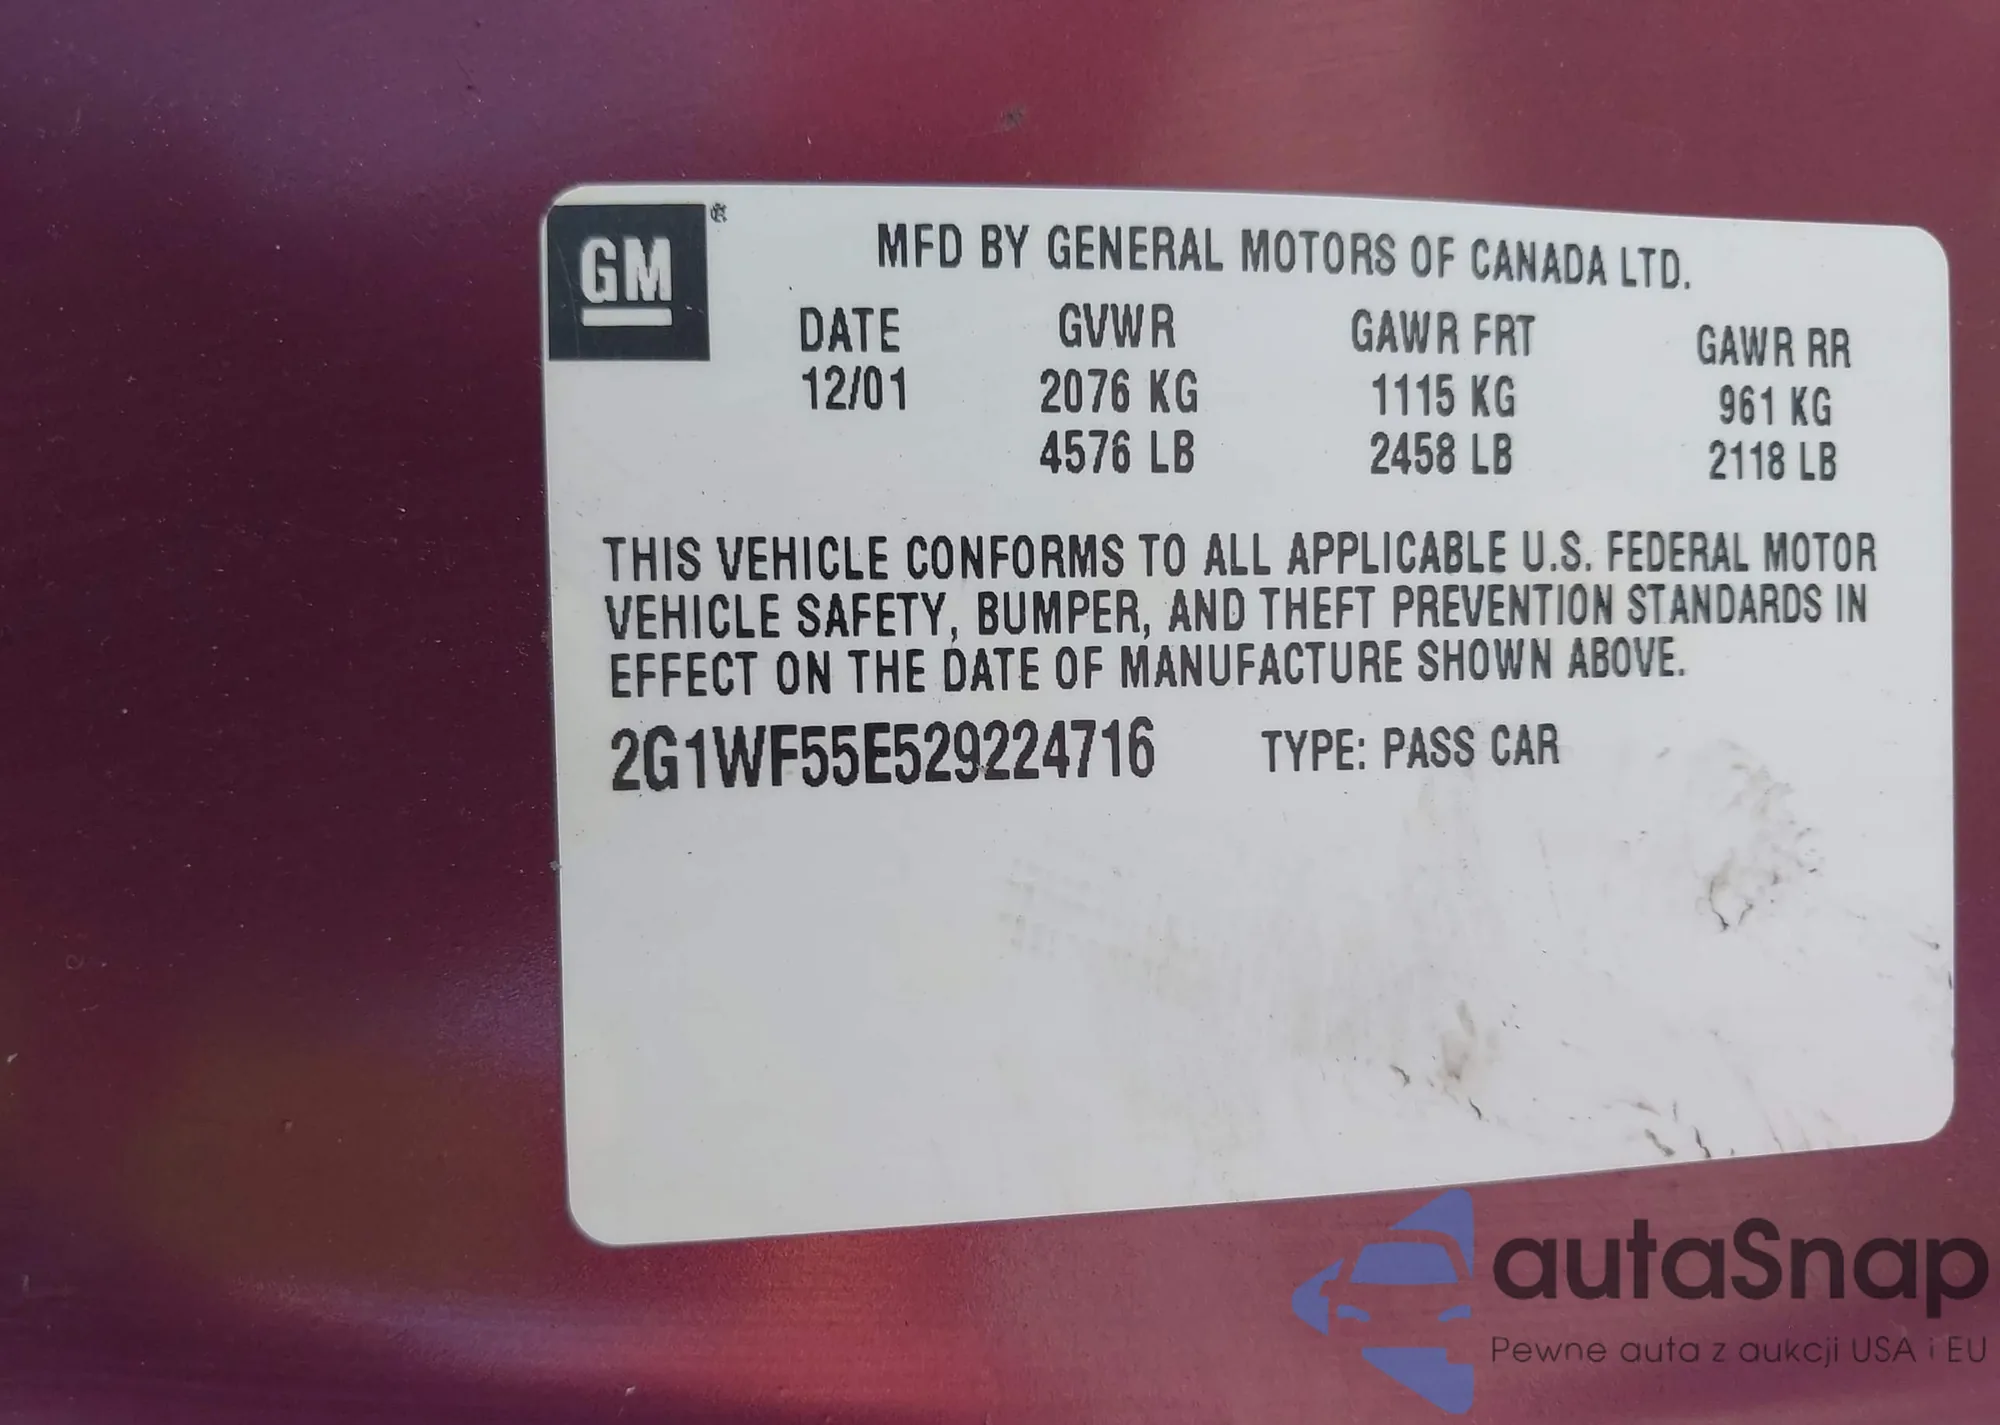 GM
MFD BY GENERAL MOTORS OF CANADA LTD.
DATE GVWR GAWR FRT GAWR RR
12/01 2076 KG 1115 KG 961 KG
4576 LB 2458 LB 2118 LB
THIS VEHICLE CONFORMS TO ALL APPLICABLE U.S. FEDERAL MOTOR
VEHICLE SAFETY, BUMPER, AND THEFT PREVENTION STANDARDS IN
EFFECT ON THE DATE OF MANUFACTURE SHOWN ABOVE.
2G1WF55E529224716 TYPE: PASS CAR
autaSnap
Pewne auta z aukcji USA i EU